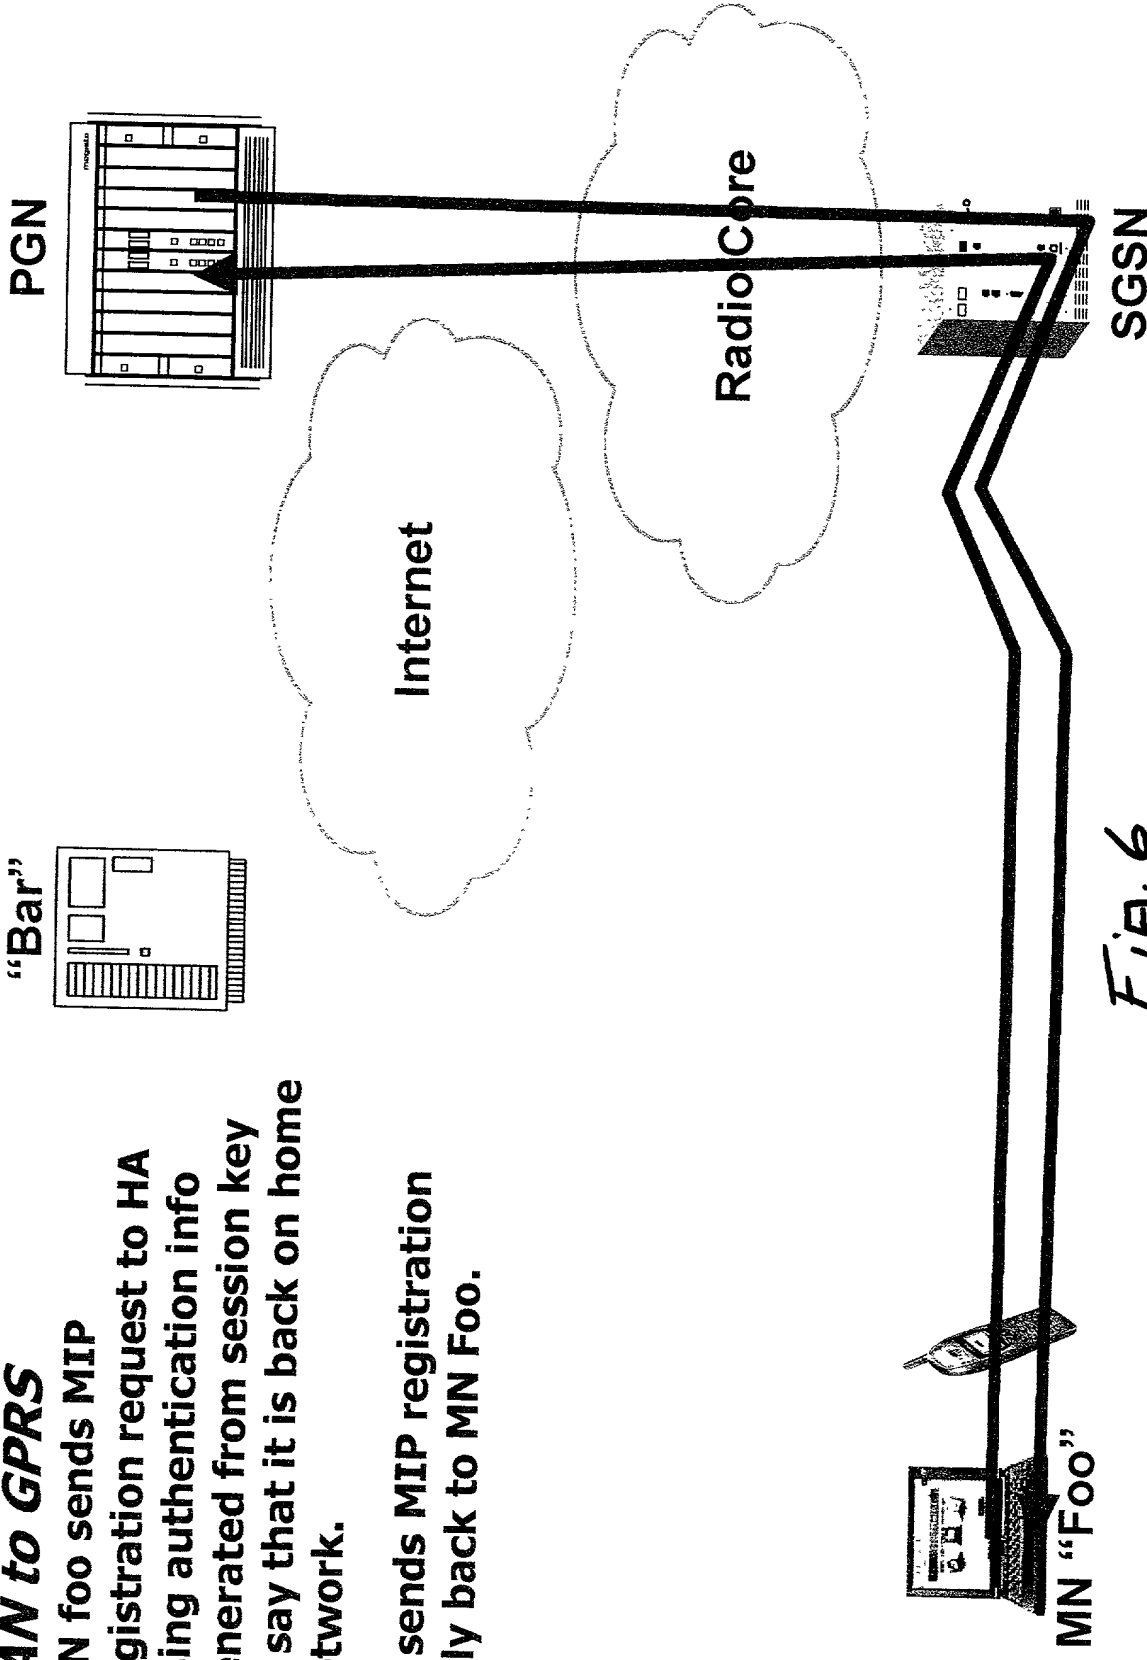 AN to GPRS
N foo sends MIP
gistration request to HA
ing authentication info
enerated from session key
say that it is back on home
twork.
sends MIP registration
ly back to MN Foo.
"Bar"
PGN
Internet
Radio Core
MN "Foo"
SGSN
Fig. 6